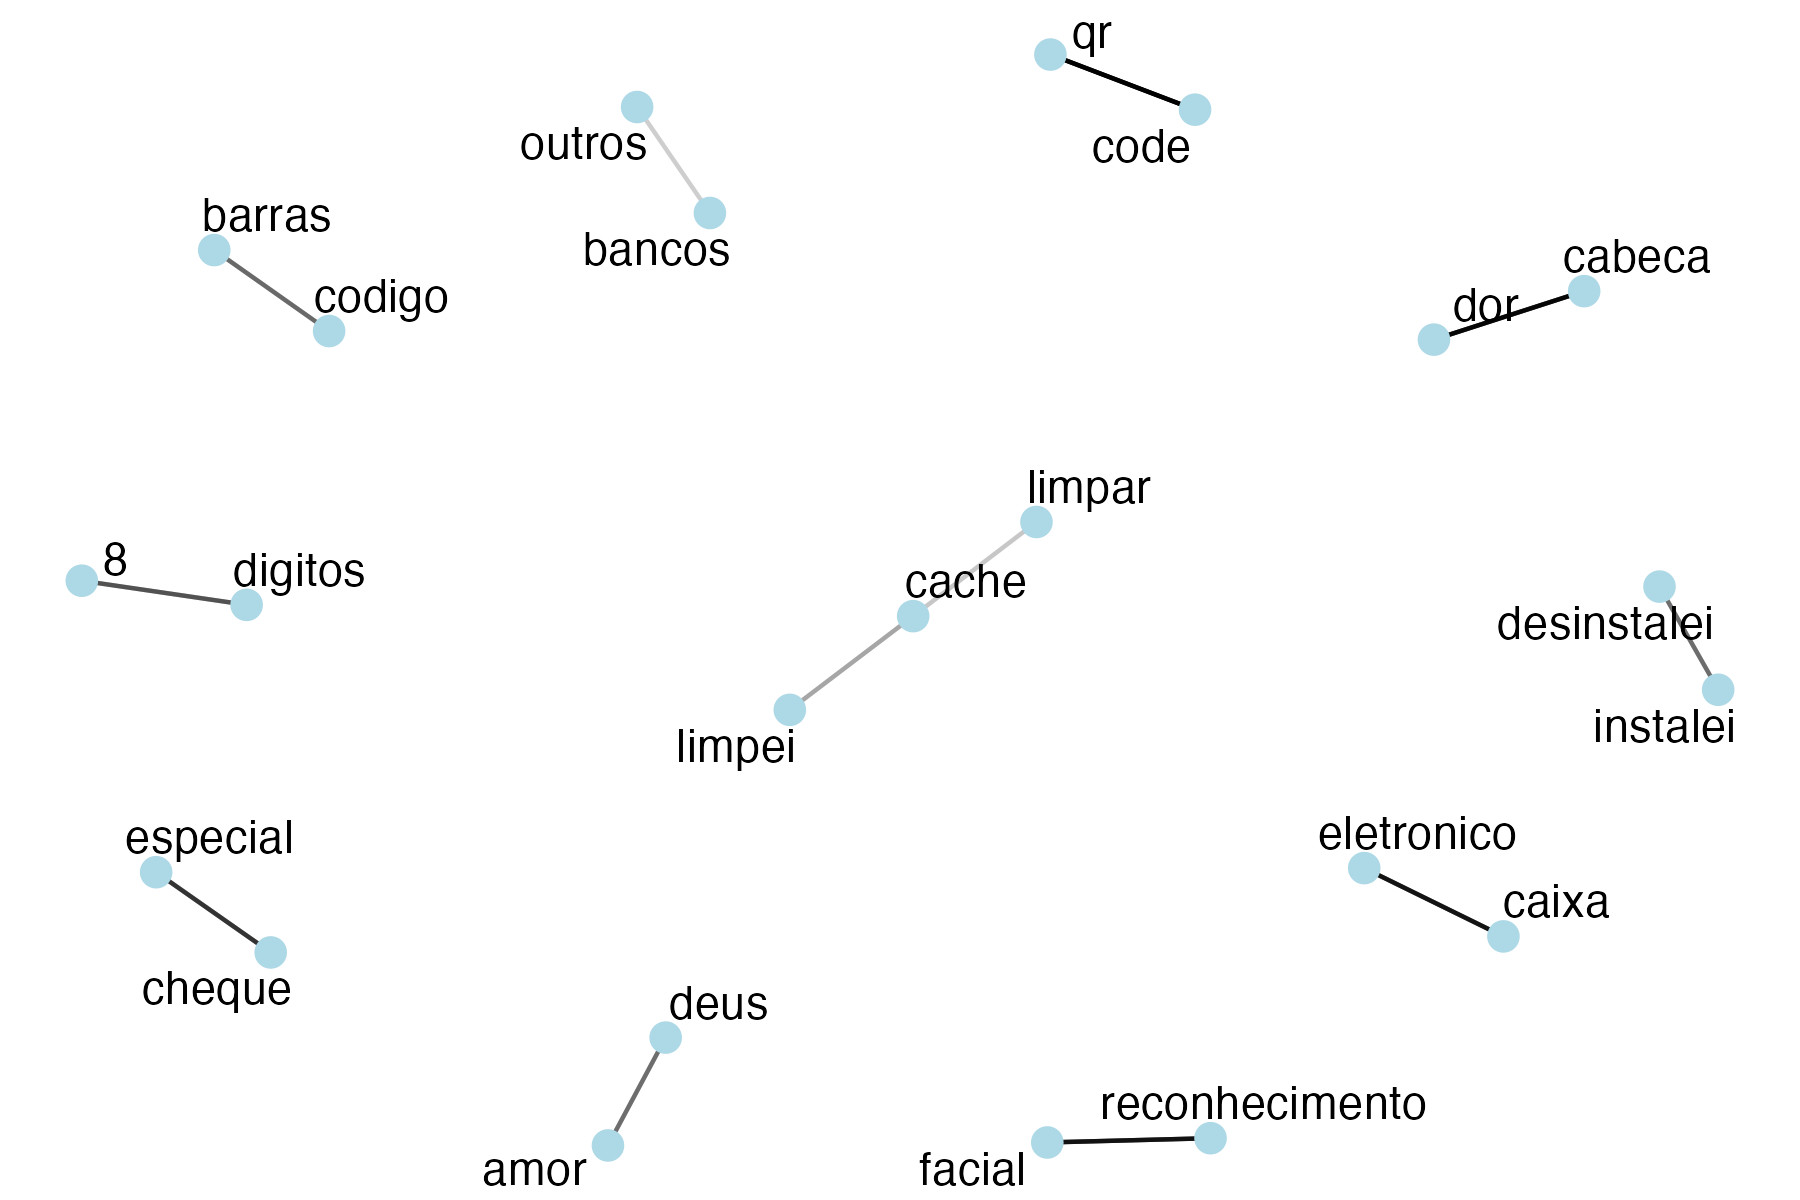 qr
code
outros
bancos
barras
codigo
cabeca
dor
limpar
cache
limpei
8
digitos
desinstalei
instalei
especial
cheque
eletronico
caixa
deus
amor
reconhecimento
facial